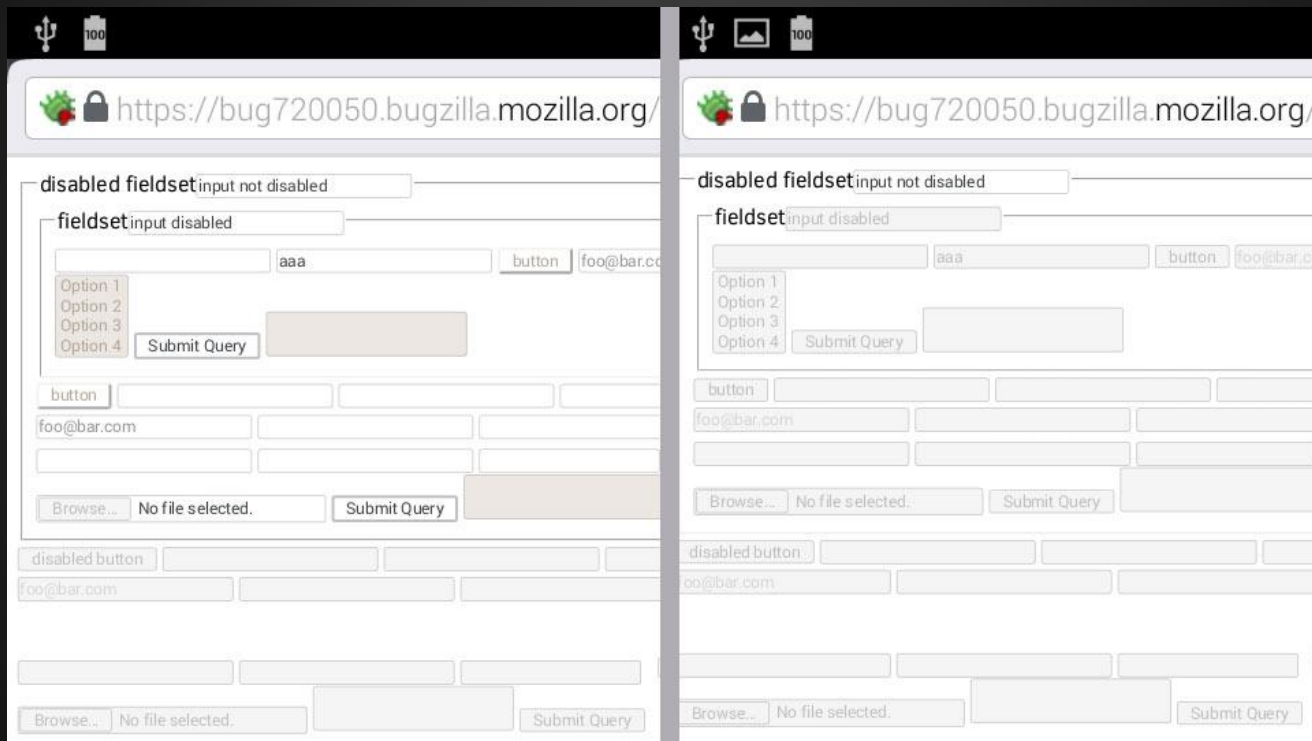 100
https://bug720050.bugzilla.mozilla.org/
disabled fieldset input not disabled
fieldset input disabled
aaa button foo@bar.co
Option 1
Option 2
Option 3
Option 4 Submit Query
button
foo@bar.com
Browse... No file selected. Submit Query
disabled button
foo@bar.com
Browse... No file selected. Submit Query
100
https://bug720050.bugzilla.mozilla.org/
disabled fieldset input not disabled
fieldset input disabled
aaa button foo@bar.c
Option 1
Option 2
Option 3
Option 4 Submit Query
button
foo@bar.com
Browse... No file selected. Submit Query
disabled button
oo@bar.com
Browse... No file selected. Submit Query